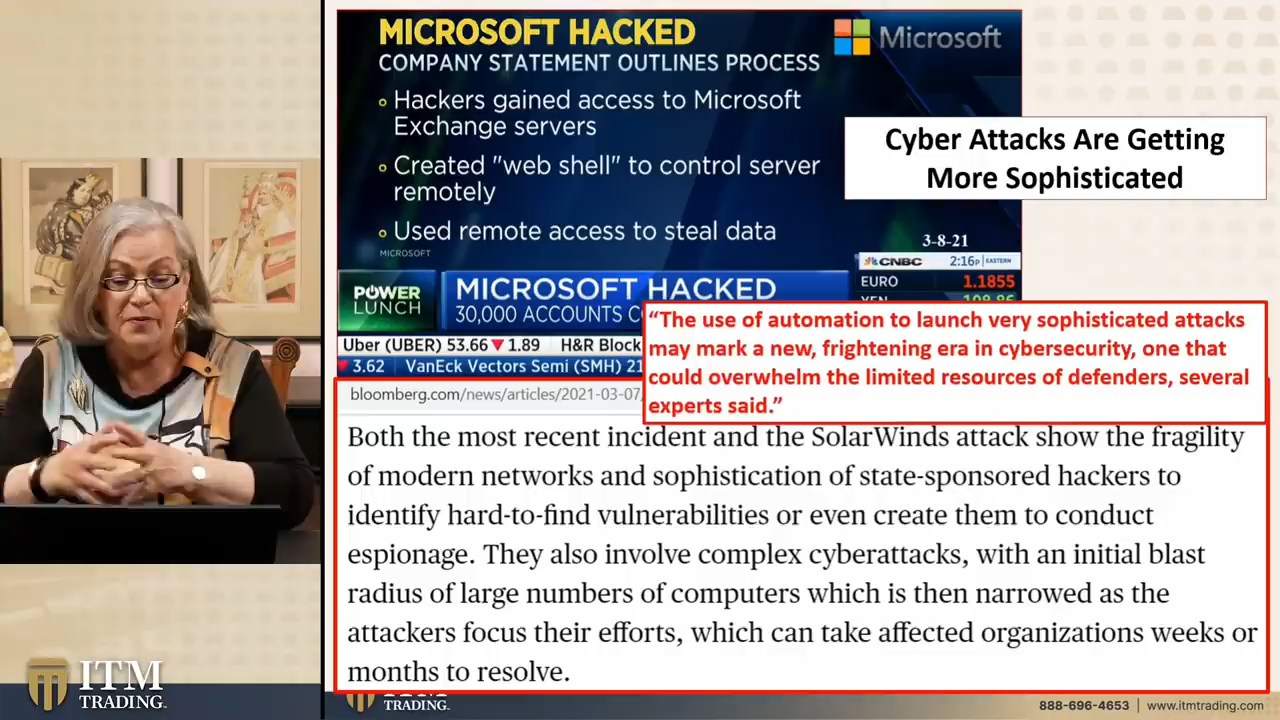 MICROSOFT HACKED
COMPANY STATEMENT OUTLINES PROCESS
Microsoft
Hackers gained access to Microsoft
Exchange servers
Created "web shell" to control server
remotely
Used remote access to steal data
MICROSOFT
Cyber Attacks Are Getting
More Sophisticated
3-8-21
CNBC 2:16P EASTERN
EURO 1.1855
YEN 108.86
POWER
LUNCH
MICROSOFT HACKED
30,000 ACCOUNTS
Uber (UBER) 53.66▼1.89 H&R Block
▼3.62 VanEck Vectors Semi (SMH) 21
“The use of automation to launch very sophisticated attacks
may mark a new, frightening era in cybersecurity, one that
could overwhelm the limited resources of defenders, several
experts said.”
bloomberg.com/news/articles/2021-03-07/
Both the most recent incident and the SolarWinds attack show the fragility
of modern networks and sophistication of state-sponsored hackers to
identify hard-to-find vulnerabilities or even create them to conduct
espionage. They also involve complex cyberattacks, with an initial blast
radius of large numbers of computers which is then narrowed as the
attackers focus their efforts, which can take affected organizations weeks or
months to resolve.
ITM
TRADING
TRADING
888-696-4653 | www.itmtrading.com